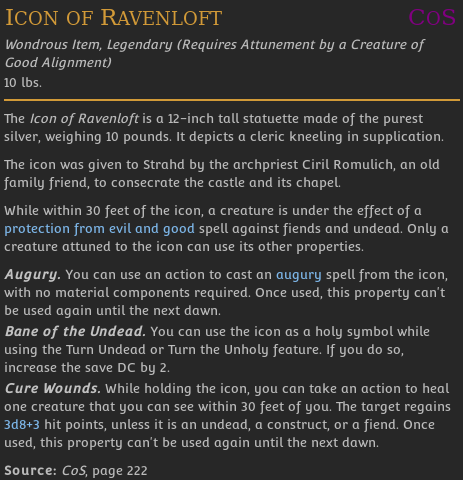 Icon of Ravenloft CoS
Wondrous Item, Legendary (Requires Attunement by a Creature of
Good Alignment)
10 lbs.
The Icon of Ravenloft is a 12-inch tall statuette made of the purest
silver, weighing 10 pounds. It depicts a cleric kneeling in supplication.
The icon was given to Strahd by the archpriest Ciril Romulich, an old
family friend, to consecrate the castle and its chapel.
While within 30 feet of the icon, a creature is under the effect of a
protection from evil and good spell against fiends and undead. Only a
creature attuned to the icon can use its other properties.
Augury. You can use an action to cast an augury spell from the icon,
with no material components required. Once used, this property can't
be used again until the next dawn.
Bane of the Undead. You can use the icon as a holy symbol while
using the Turn Undead or Turn the Unholy feature. If you do so,
increase the save DC by 2.
Cure Wounds. While holding the icon, you can take an action to heal
one creature that you can see within 30 feet of you. The target regains
3d8+3 hit points, unless it is an undead, a construct, or a fiend. Once
used, this property can't be used again until the next dawn.
Source: CoS, page 222